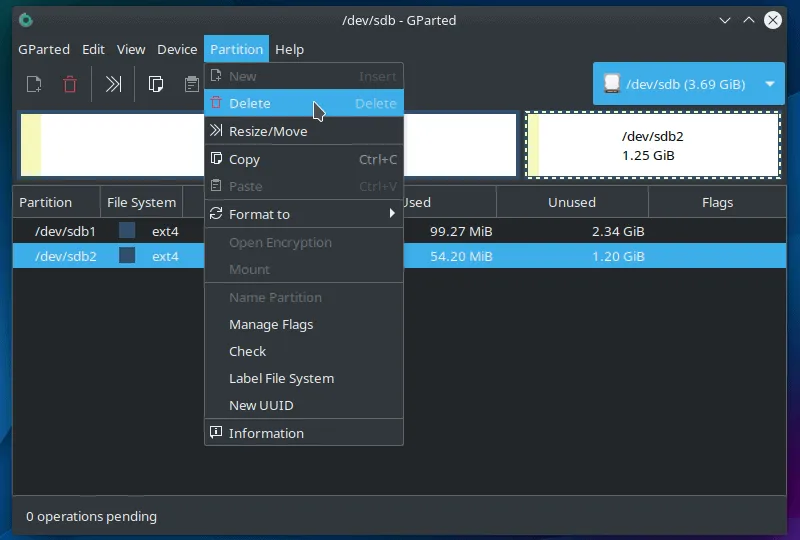 /dev/sdb - GParted
GParted Edit View Device Partition Help
/dev/sdb (3.69 GiB)
/dev/sdb2
1.25 GiB
New Insert
Delete Delete
Resize/Move
Copy Ctrl+C
Paste Ctrl+V
Format to
Open Encryption
Mount
Name Partition
Manage Flags
Check
Label File System
New UUID
Information
Partition File System Used Unused Flags
/dev/sdb1 ext4 99.27 MiB 2.34 GiB
/dev/sdb2 ext4 54.20 MiB 1.20 GiB
0 operations pending